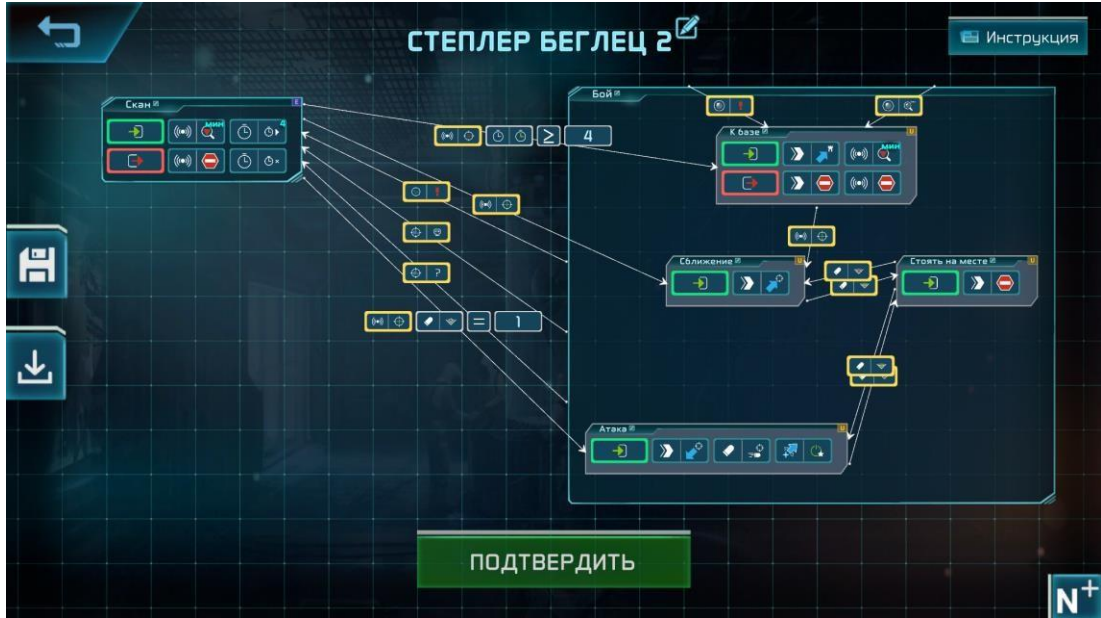 СТЕПЛЕР БЕГЛЕЦ 2
Инструкция
Скан
E
МИН
4
Бой
К базе
U
МИН
≥
4
?
=
1
Сближение
U
Стоять на месте
U
Атака
U
ПОДТВЕРДИТЬ
N+